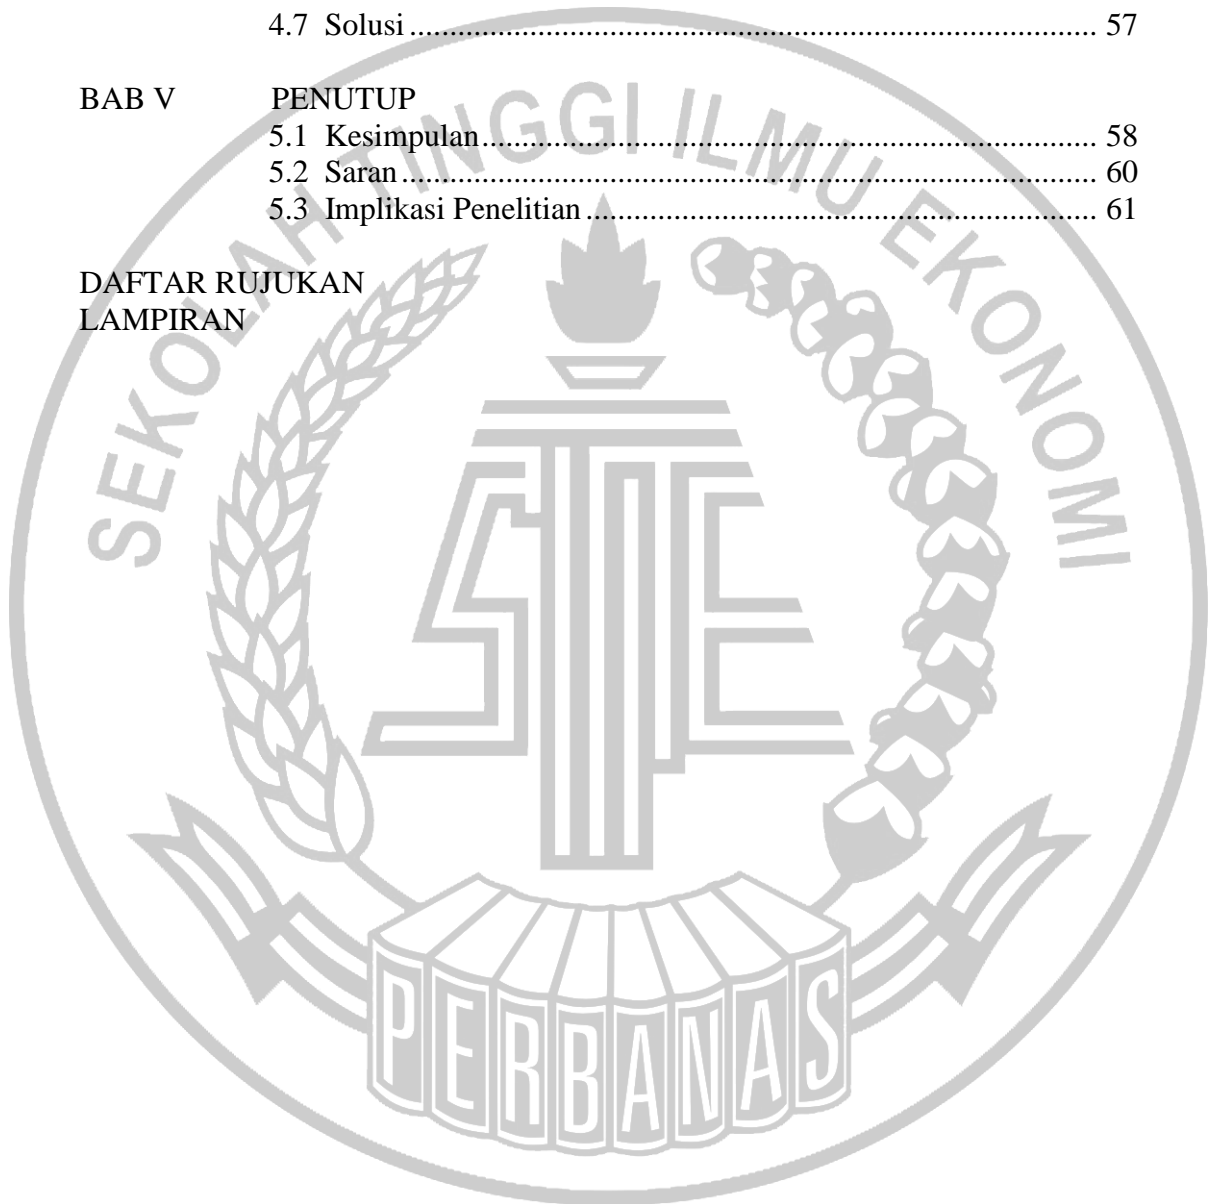 4.7 Solusi ........................................................................................................ 57
BAB V PENUTUP
5.1 Kesimpulan ............................................................................................. 58
5.2 Saran ......................................................................................................... 60
5.3 Implikasi Penelitian ............................................................................. 61
DAFTAR RUJUKAN
LAMPIRAN
SEKOLAH TINGGI ILMU EKONOMI
STIE
PERBANAS